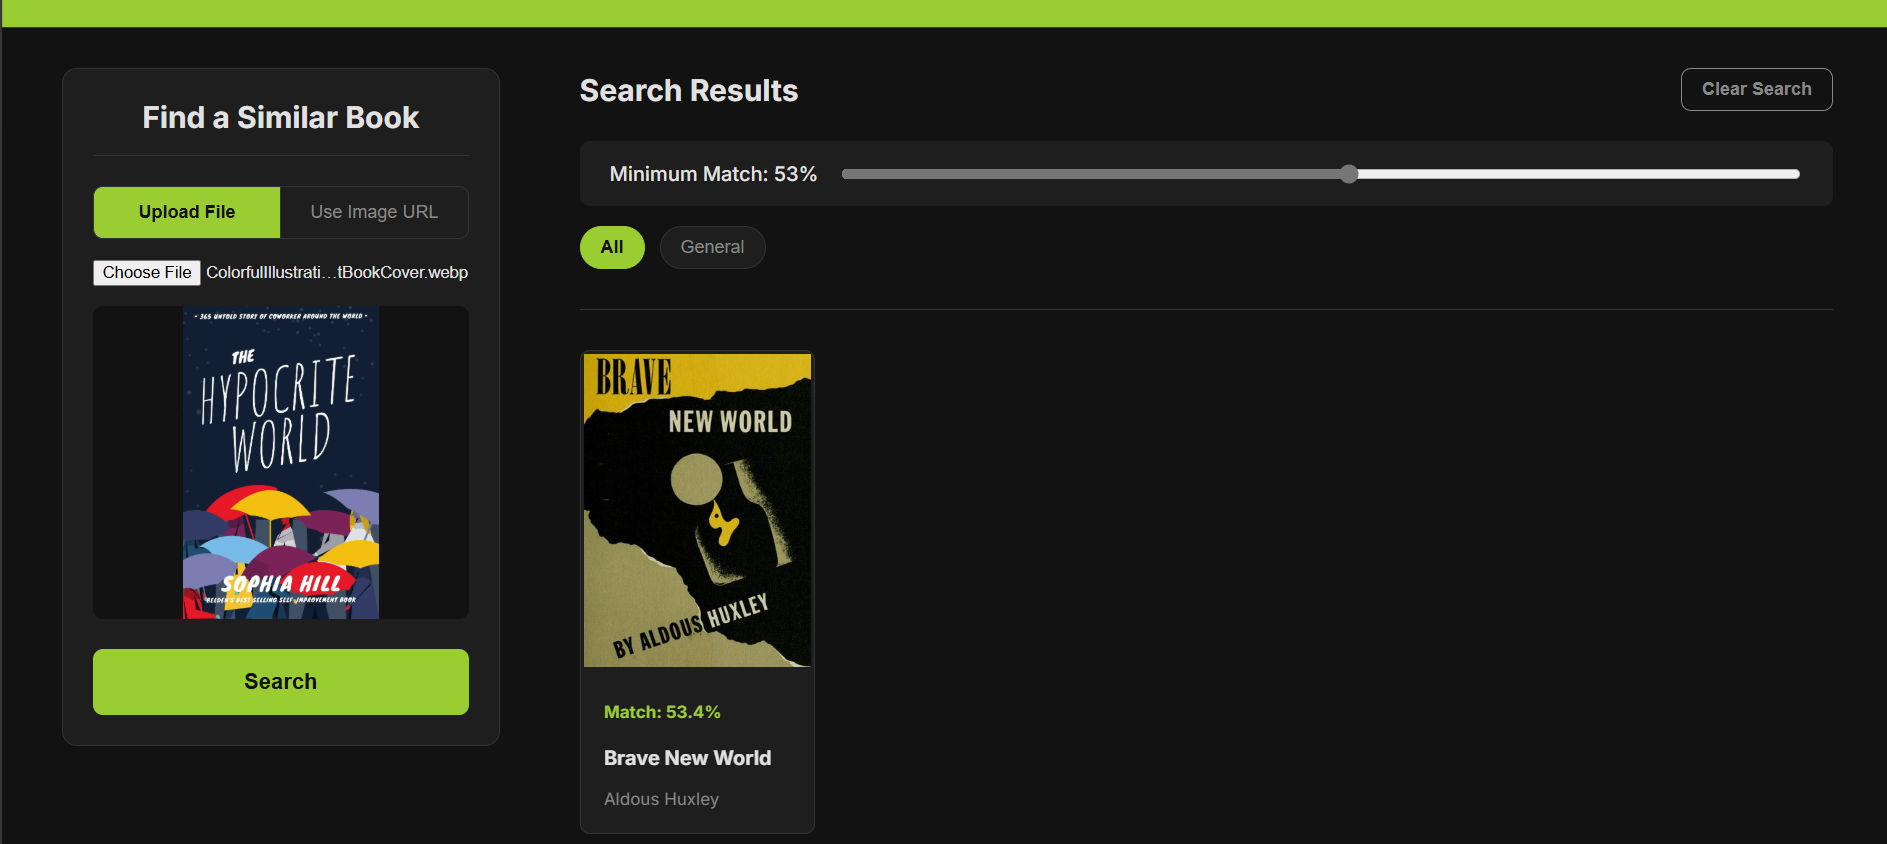 Find a Similar Book
Upload File
Use Image URL
Choose File ColorfulIllustrati...tBookCover.webp
- 365 UNTOLD STORY OF COWORKER AROUND THE WORLD -
THE
HYPOCRITE
WORLD
SOPHIA HILL
REEDEN'S BEST SELLING SELF-IMPROVEMENT BOOK
Search
Search Results
Clear Search
Minimum Match: 53%
All
General
BRAVE
NEW WORLD
BY ALDOUS HUXLEY
Match: 53.4%
Brave New World
Aldous Huxley